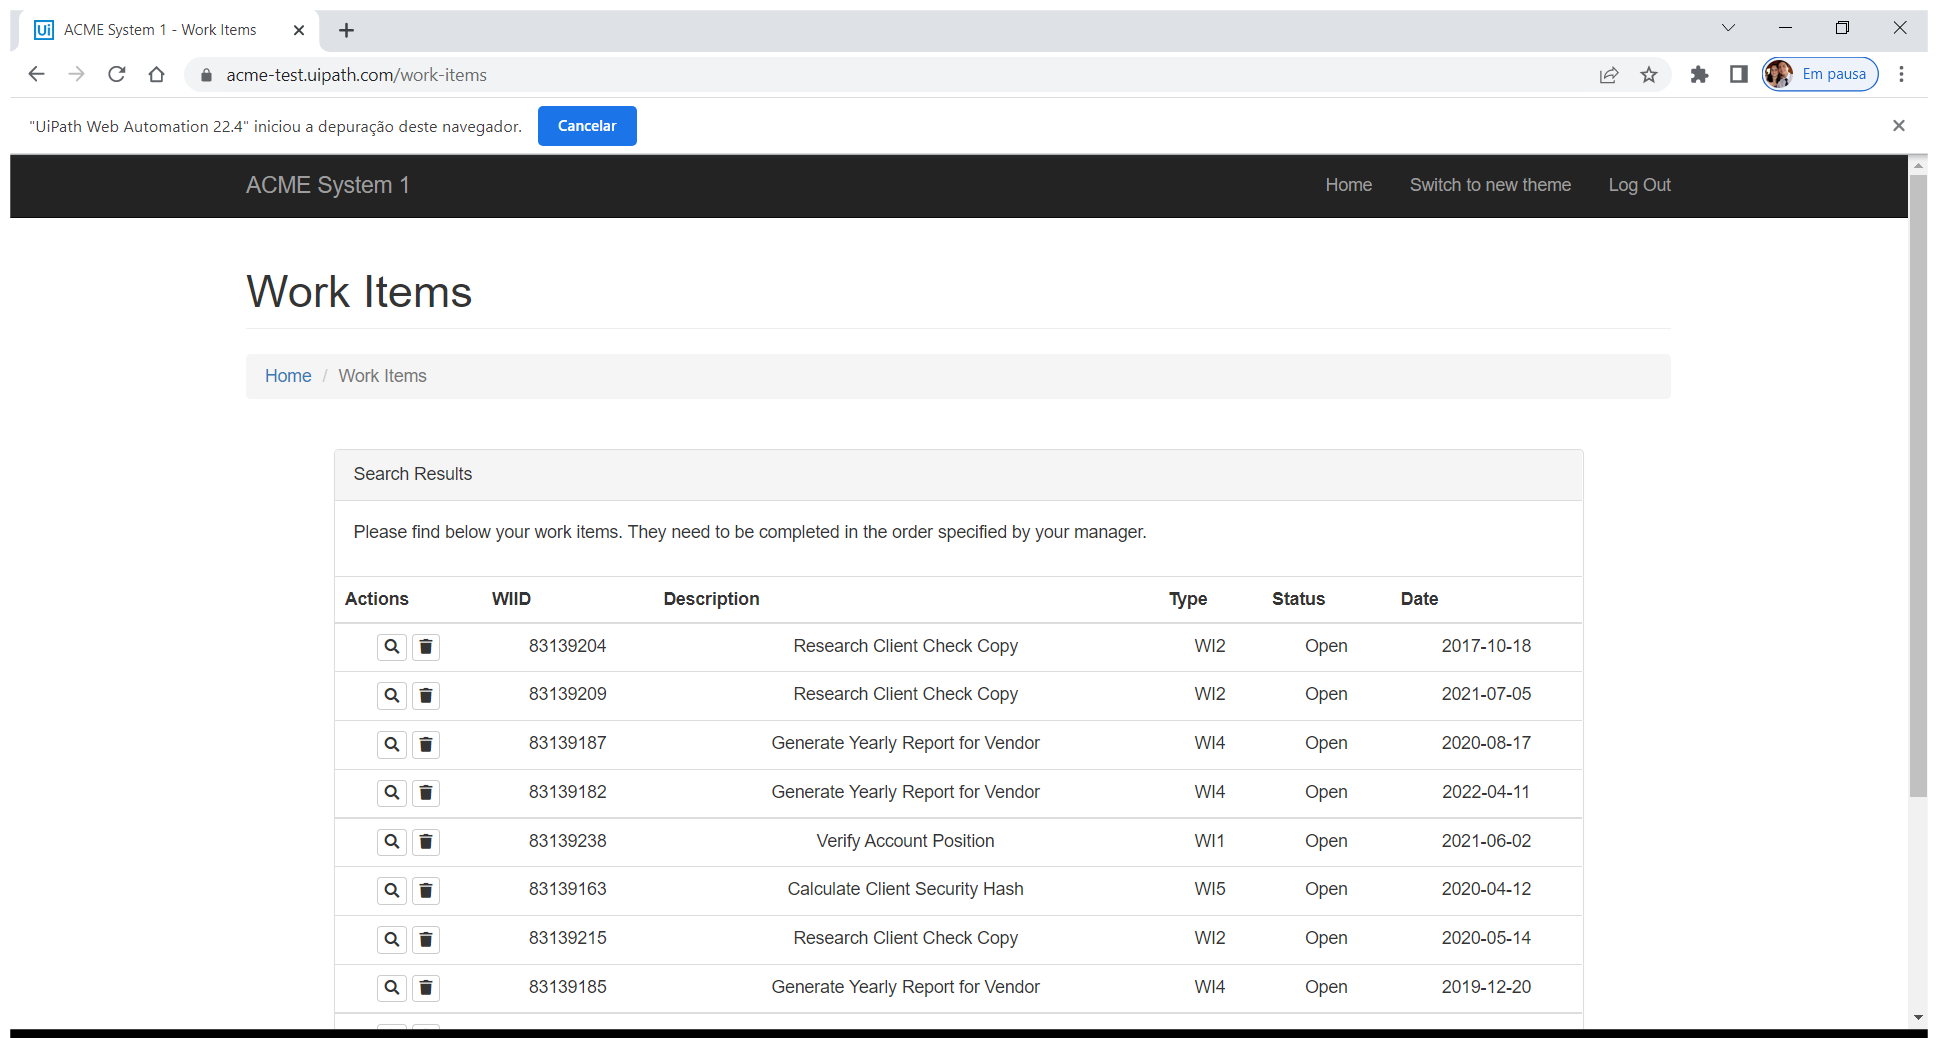 Ui ACME System 1 - Work Items
acme-test.uipath.com/work-items
Em pausa
"UiPath Web Automation 22.4" iniciou a depuração deste navegador. Cancelar
ACME System 1 Home Switch to new theme Log Out
Work Items
Home / Work Items
Search Results
Please find below your work items. They need to be completed in the order specified by your manager.
Actions WIID Description Type Status Date
83139204 Research Client Check Copy WI2 Open 2017-10-18
83139209 Research Client Check Copy WI2 Open 2021-07-05
83139187 Generate Yearly Report for Vendor WI4 Open 2020-08-17
83139182 Generate Yearly Report for Vendor WI4 Open 2022-04-11
83139238 Verify Account Position WI1 Open 2021-06-02
83139163 Calculate Client Security Hash WI5 Open 2020-04-12
83139215 Research Client Check Copy WI2 Open 2020-05-14
83139185 Generate Yearly Report for Vendor WI4 Open 2019-12-20